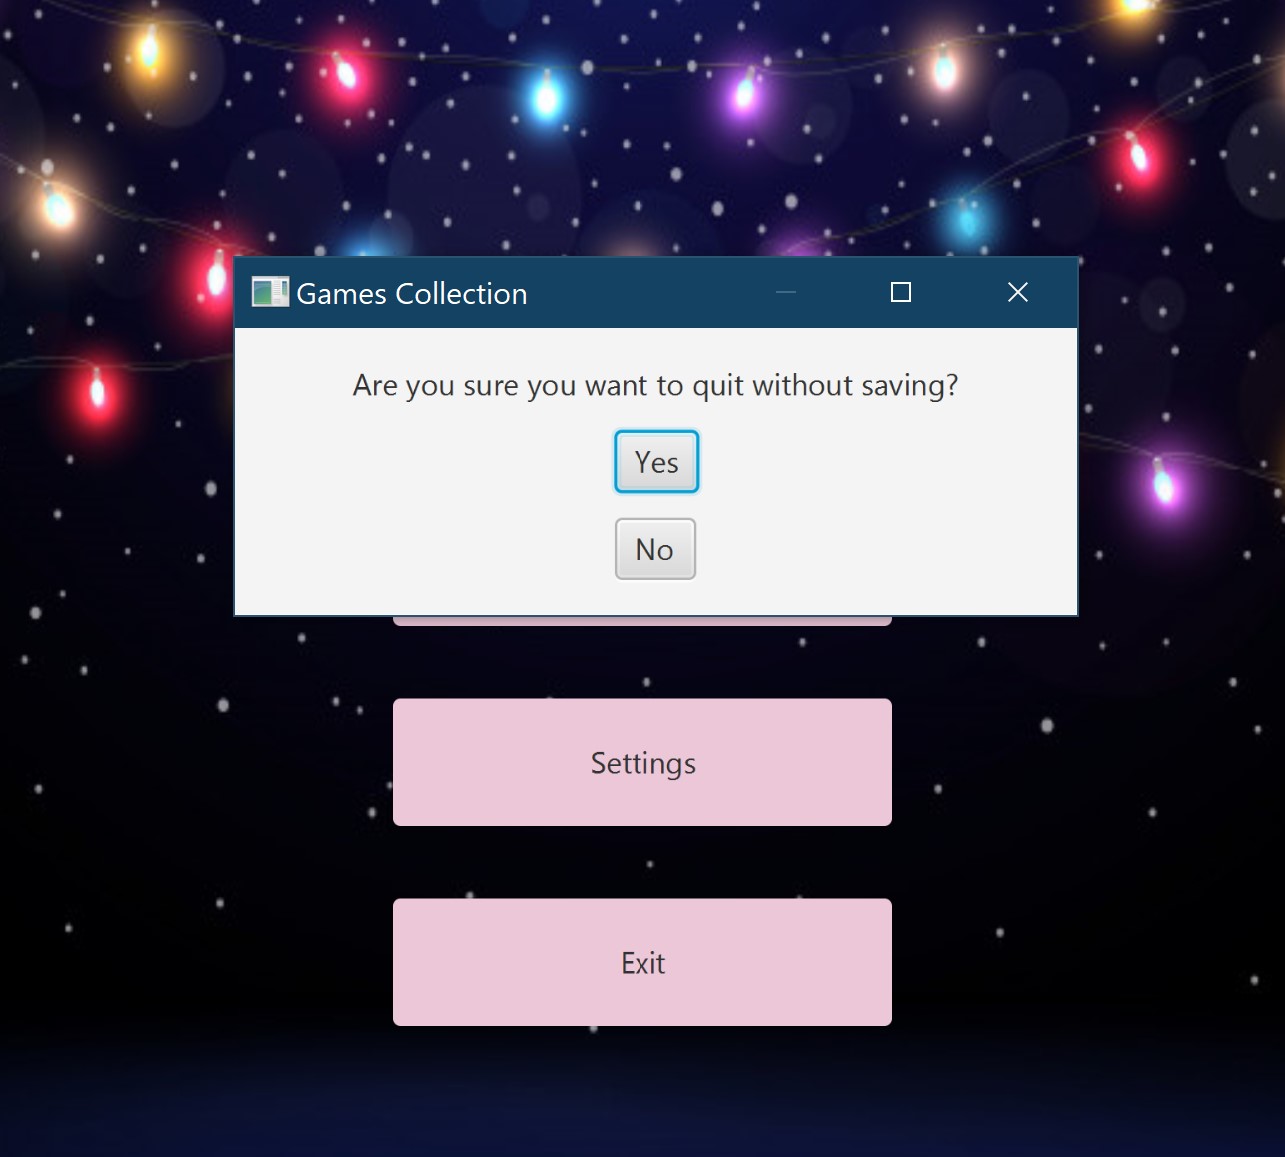 Games Collection
Are you sure you want to quit without saving?
Yes
No
Settings
Exit